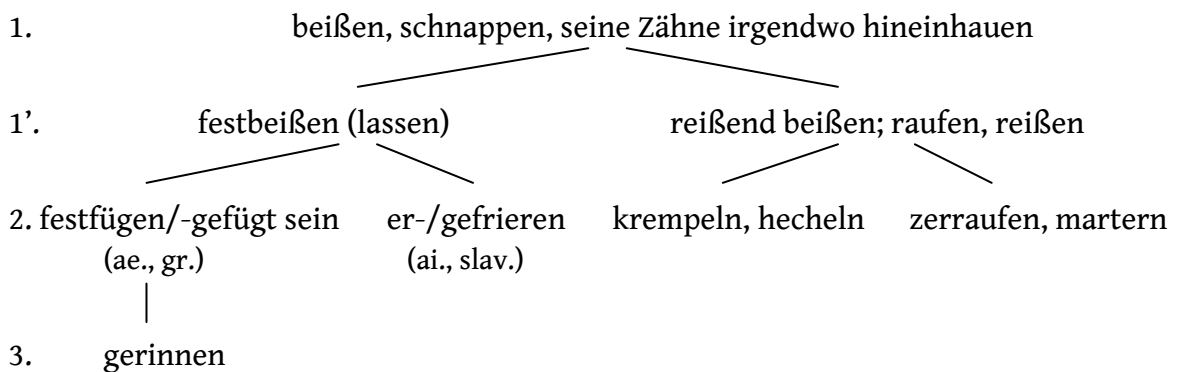 1. beißen, schnappen, seine Zähne irgendwo hineinhauen
1’. festbeißen (lassen) reißend beißen; raufen, reißen
2. festfügen/-gefügt sein er-/gefrieren krempeln, hecheln zerraufen, martern
(ae., gr.) (ai., slav.)
3. gerinnen